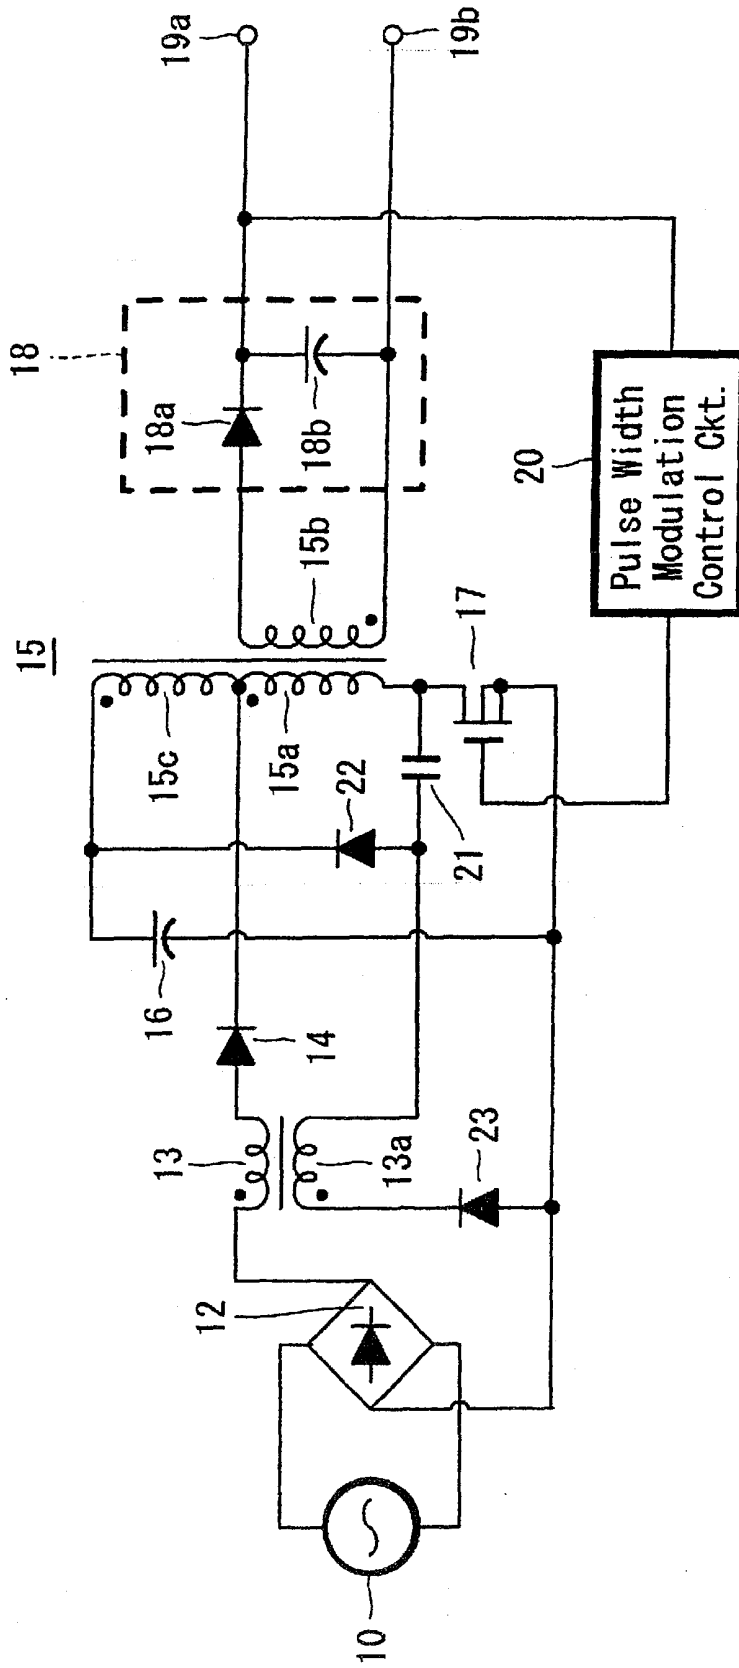 10
12
13
13a
23
14
16
22
21
15
15c
15a
15b
17
18
18a
18b
19a
19b
20
Pulse Width
Modulation
Control Ckt.